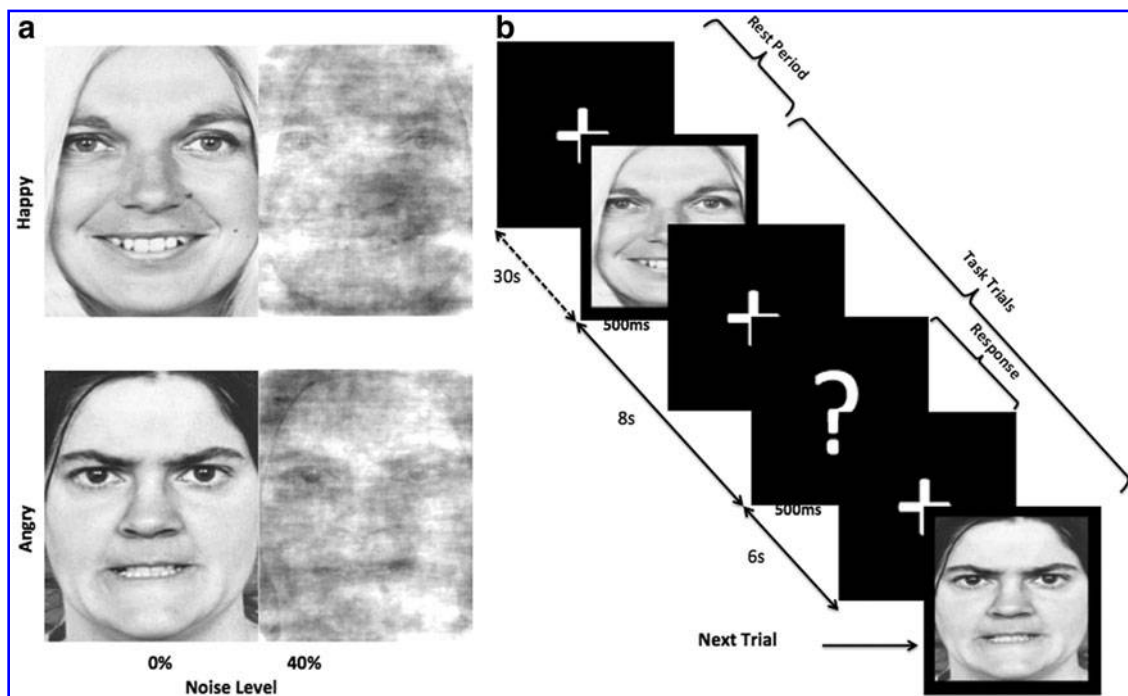 a
Happy
Angry
0%
40%
Noise Level
b
Rest Period
Task Trials
Response
30s
500ms
8s
?
500ms
6s
Next Trial